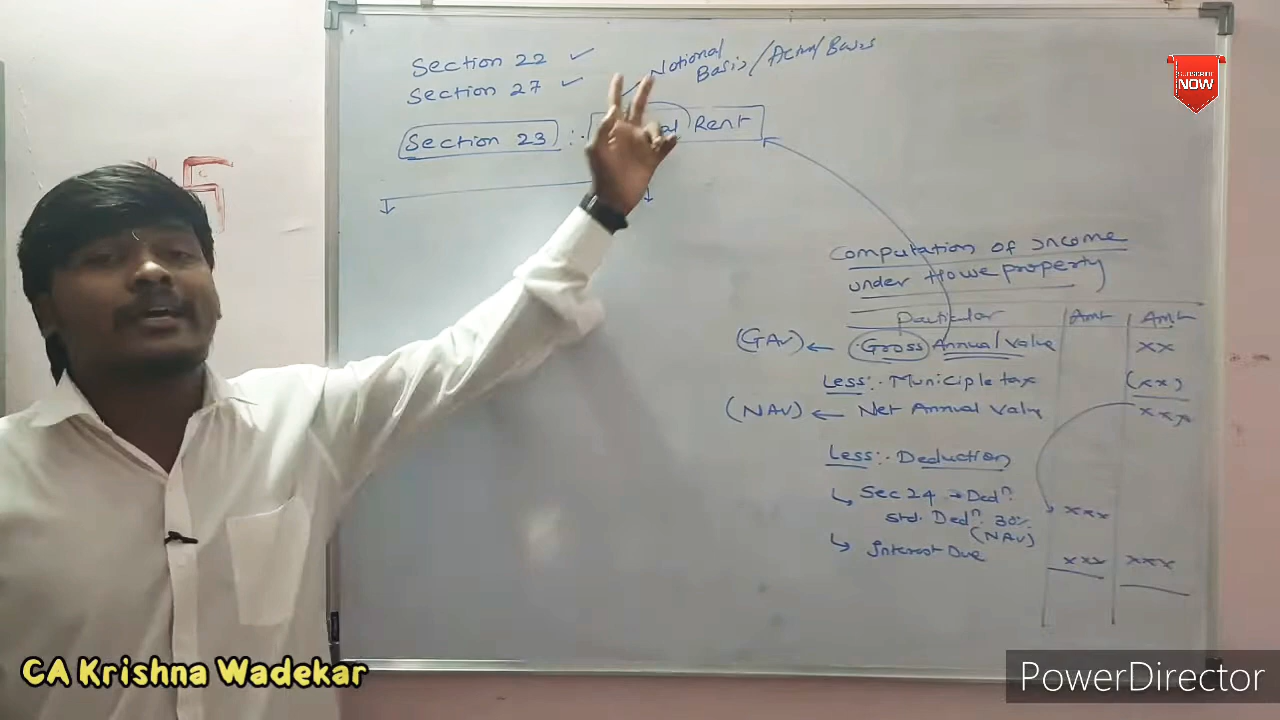 Section 22
Section 27
Notional
Basis/Actual Basis
Section 23 :- al Rent
SUBSCRIBE
NOW
Computation of Income
under House property
Particular Amt Amt
(GAV) ← Gross Annual Value xx
Less:- Municiple tax (xx)
(NAV) ← Net Annual Value xxx
Less:- Deduction
↳ Sec 24 → Dedn.
std. Dedn. 30% xxx
(NAV)
↳ Interest Due xxx xxx
CA Krishna Wadekar
PowerDirector